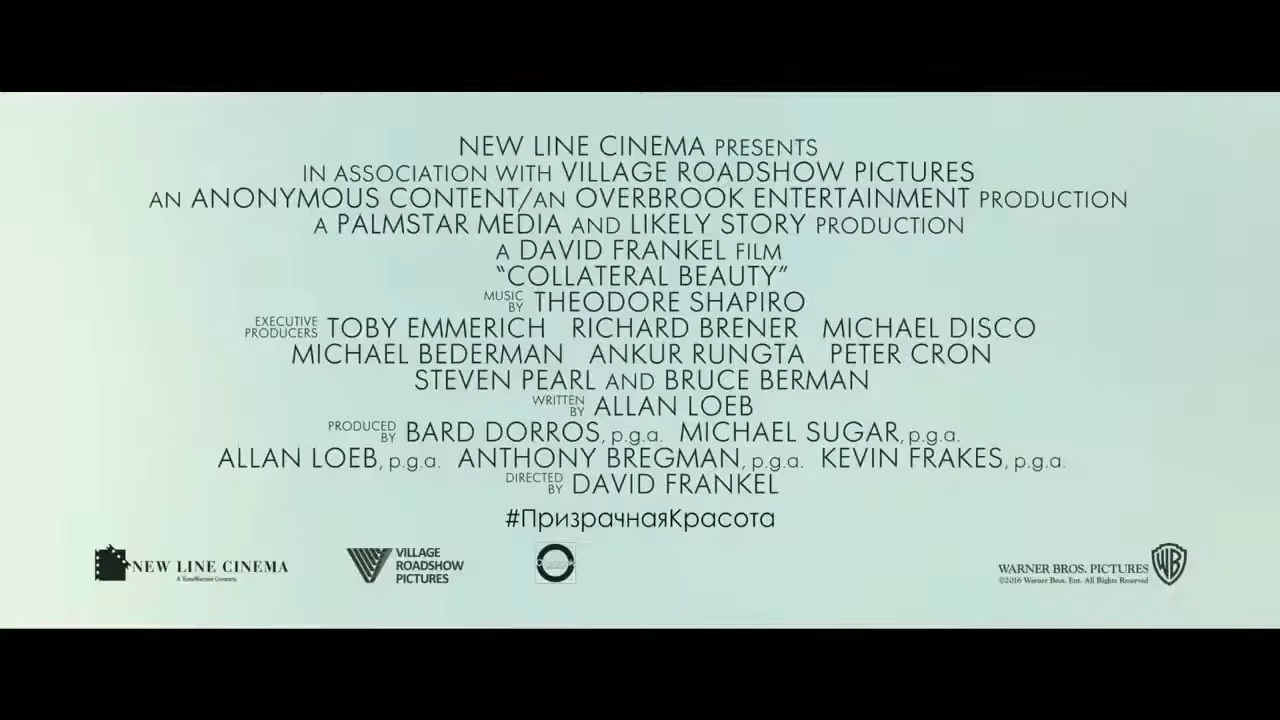 NEW LINE CINEMA PRESENTS
IN ASSOCIATION WITH VILLAGE ROADSHOW PICTURES
AN ANONYMOUS CONTENT/AN OVERBROOK ENTERTAINMENT PRODUCTION
A PALMSTAR MEDIA AND LIKELY STORY PRODUCTION
A DAVID FRANKEL FILM
“COLLATERAL BEAUTY”
MUSIC BY THEODORE SHAPIRO
EXECUTIVE PRODUCERS TOBY EMMERICH RICHARD BRENER MICHAEL DISCO
MICHAEL BEDERMAN ANKUR RUNGTA PETER CRON
STEVEN PEARL AND BRUCE BERMAN
WRITTEN BY ALLAN LOEB
PRODUCED BY BARD DORROS, p.g.a. MICHAEL SUGAR, p.g.a.
ALLAN LOEB, p.g.a. ANTHONY BREGMAN, p.g.a. KEVIN FRAKES, p.g.a.
DIRECTED BY DAVID FRANKEL
#ПризрачнаяКрасота
NEW LINE CINEMA
A TimeWarner Company
VILLAGE
ROADSHOW
PICTURES
WARNER BROS. PICTURES
©2016 Warner Bros. Ent. All Rights Reserved
WB